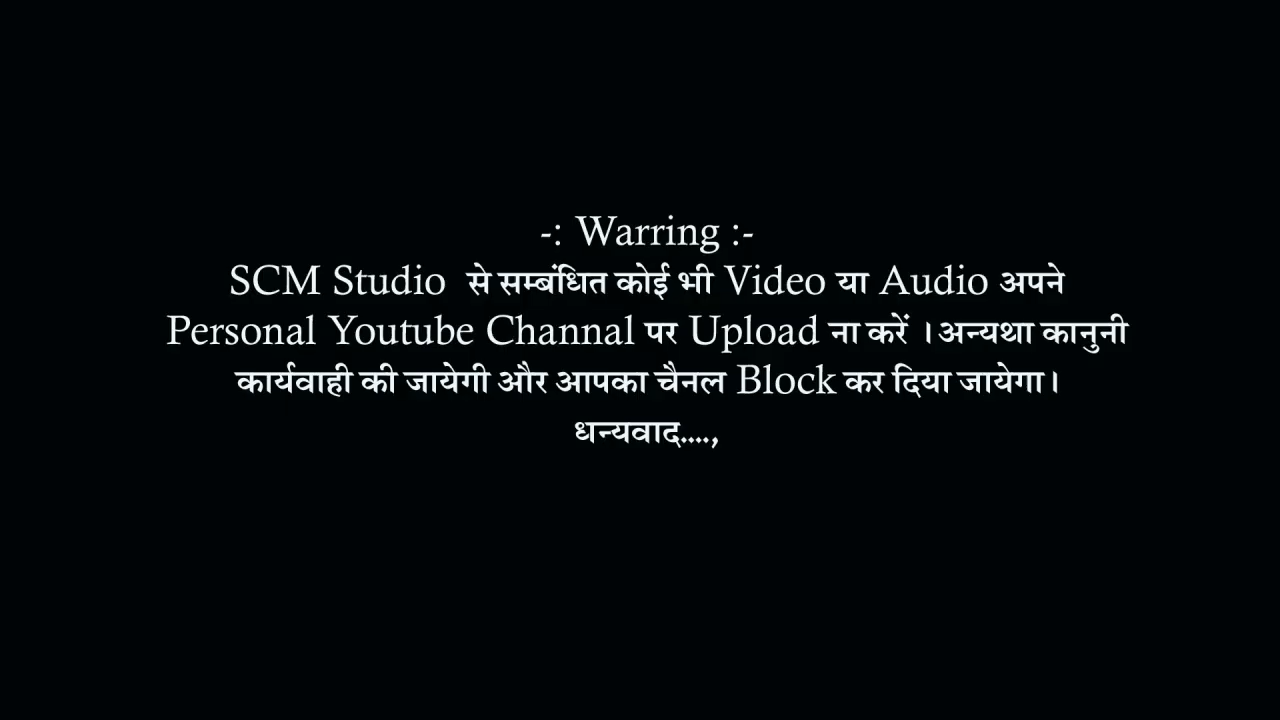 -: Warring :-
SCM Studio से सम्बंधित कोई भी Video या Audio अपने
Personal Youtube Channal पर Upload ना करें । अन्यथा कानुनी
कार्यवाही की जायेगी और आपका चैनल Block कर दिया जायेगा।
धन्यवाद....,